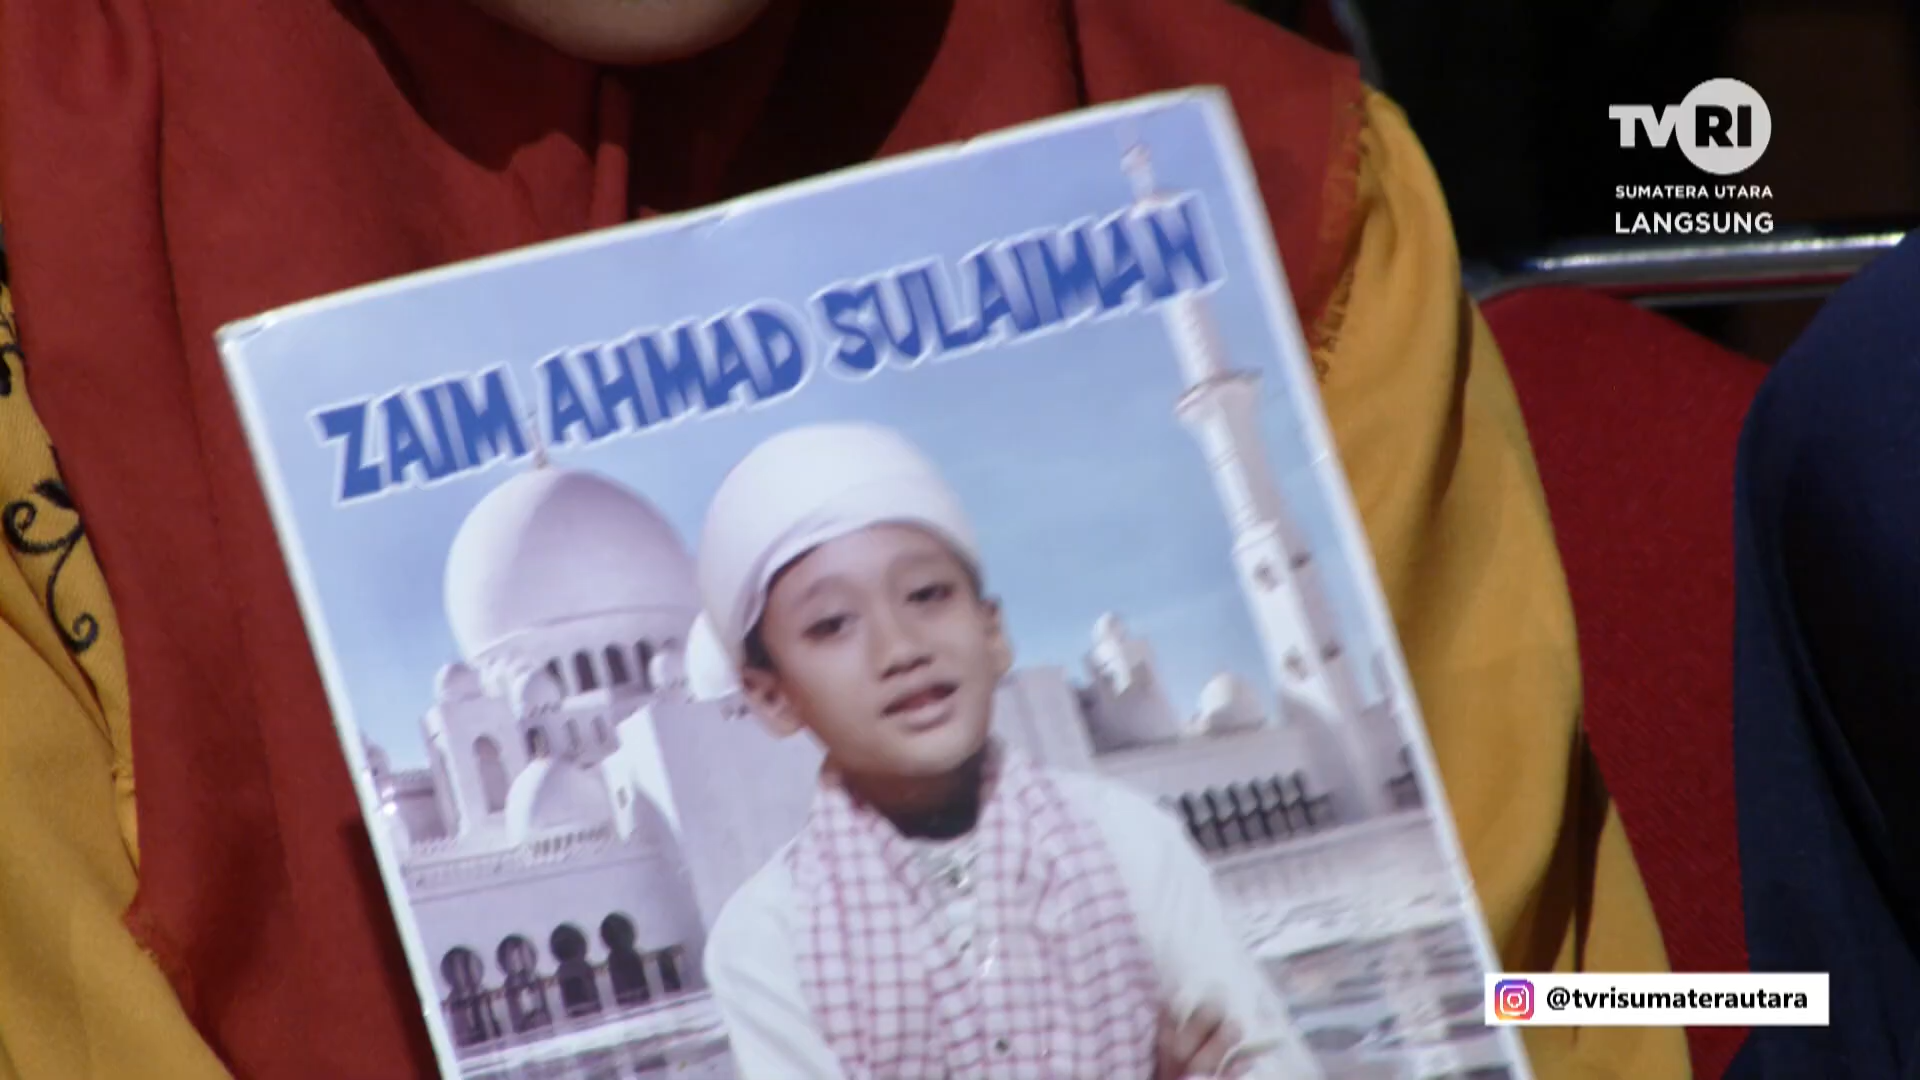 TVRI
SUMATERA UTARA
LANGSUNG
ZAIM AHMAD SULAIMAN
@tvrisumaterautara